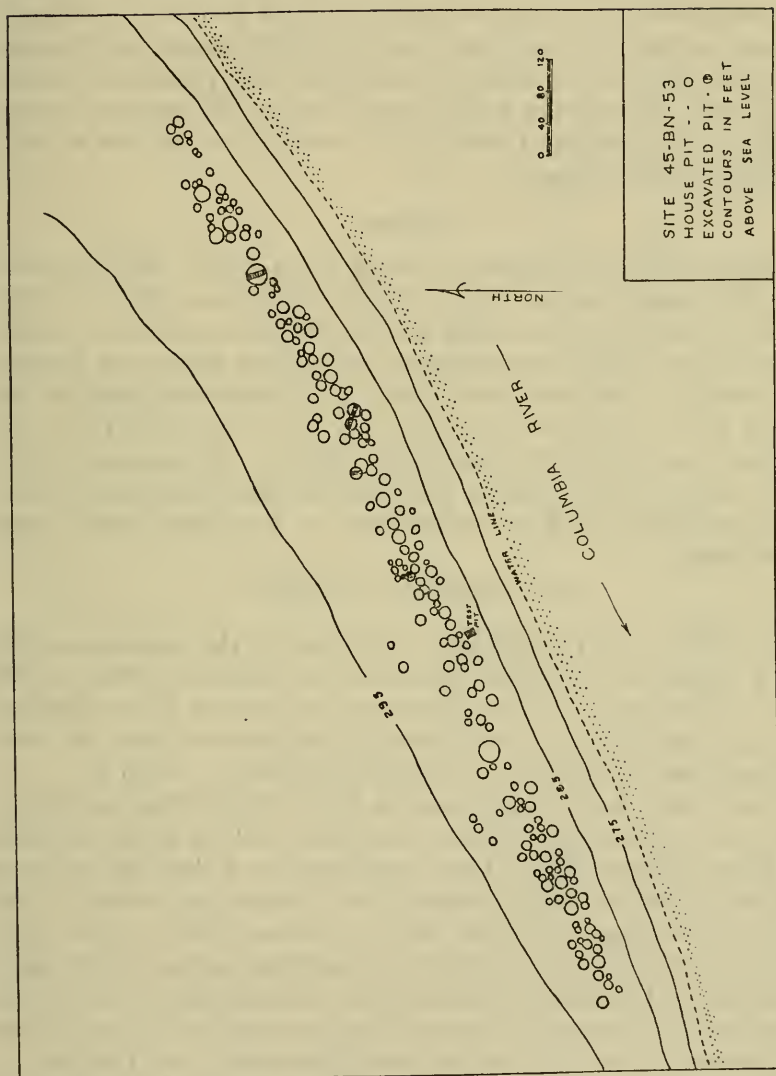 295
285
275
TEST
PIT
WATER LINE
COLUMBIA RIVER
NORTH
0 40 80 120
SITE 45-BN-53
HOUSE PIT - - O
EXCAVATED PIT -
CONTOURS IN FEET
ABOVE SEA LEVEL